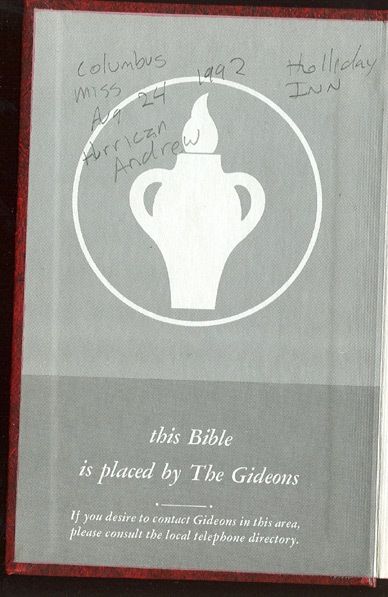 Columbus
Miss
Aug 24 1992
Hurrican
Andrew
Holliday
INN
this Bible
is placed by The Gideons
If you desire to contact Gideons in this area,
please consult the local telephone directory.